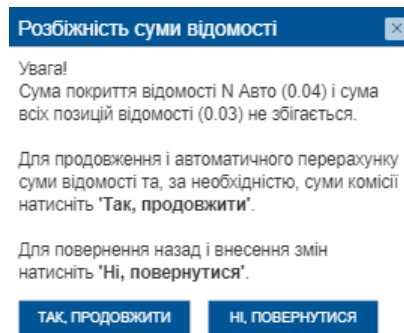 Розбіжність суми відомості
Увага!
Сума покриття відомості N Авто (0.04) і сума
всіх позицій відомості (0.03) не збігається.
Для продовження і автоматичного перерахунку
суми відомості та, за необхідністю, суми комісії
натисніть 'Так, продовжити'.
Для повернення назад і внесення змін
натисніть 'Ні, повернутися'.
ТАК, ПРОДОВЖИТИ
НІ, ПОВЕРНУТИСЯ